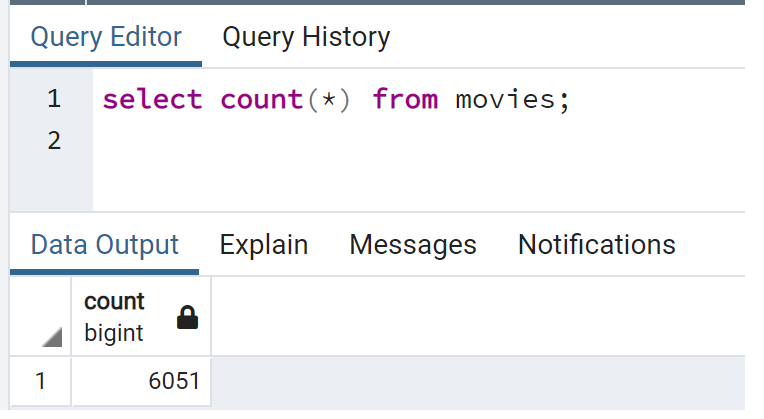 Query Editor Query History
1 select count(*) from movies;
2
Data Output Explain Messages Notifications
count
bigint
1 6051